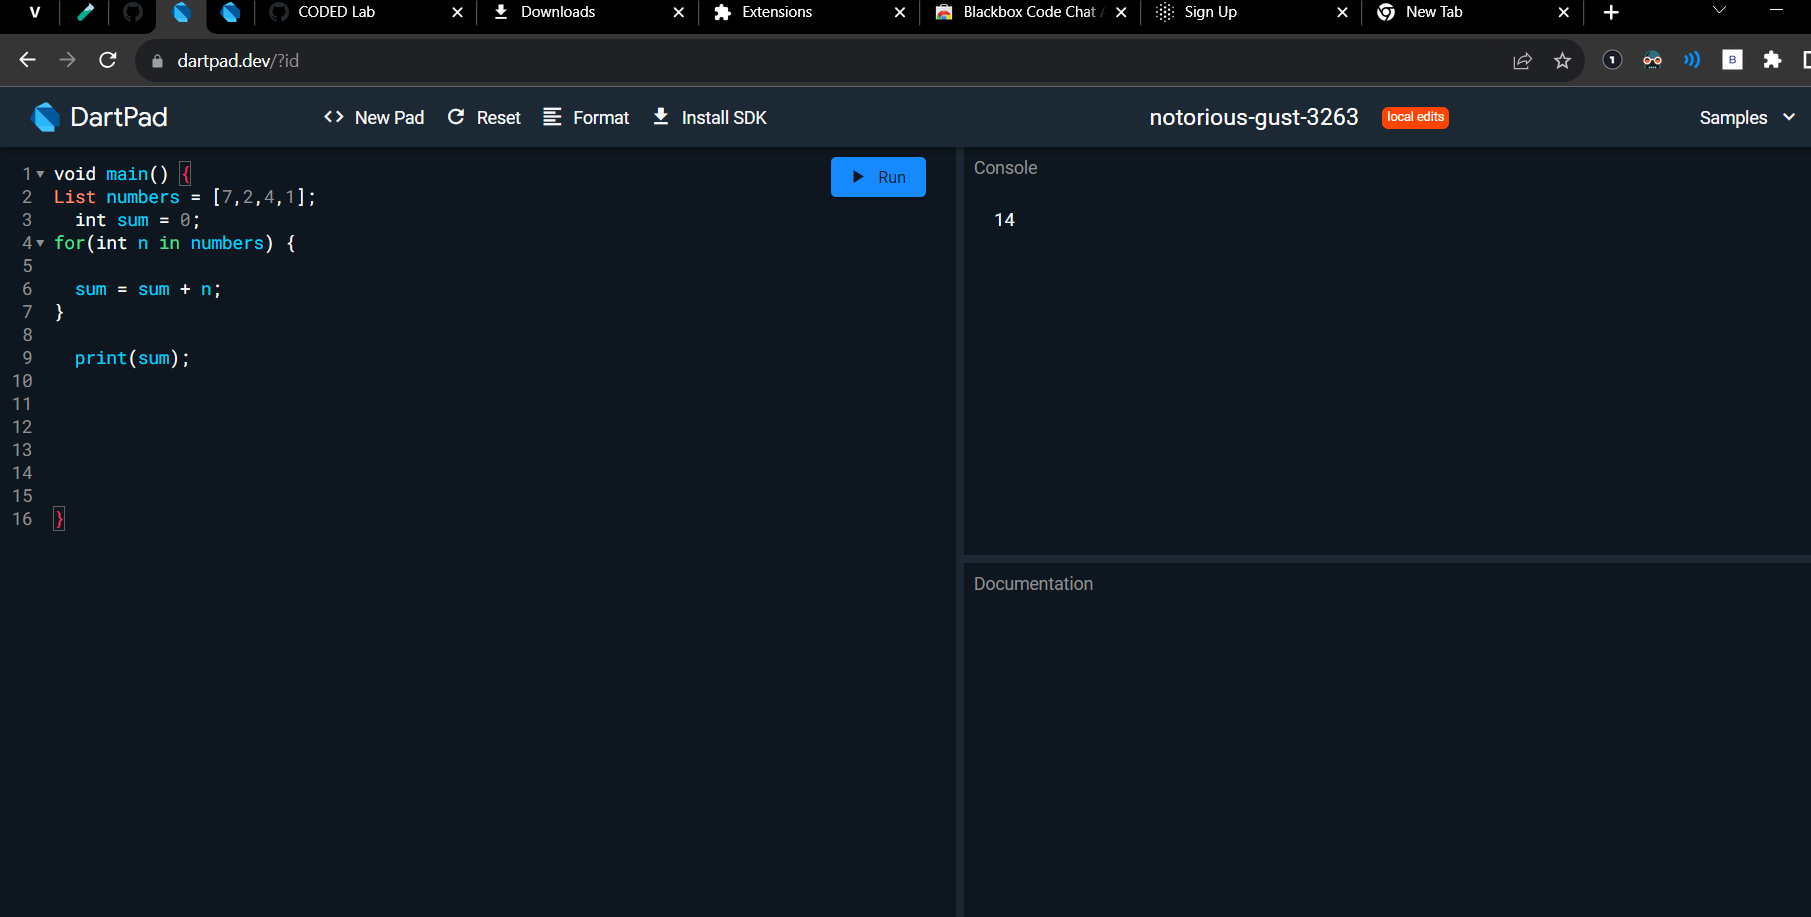 V CODED Lab Downloads Extensions Blackbox Code Chat Sign Up New Tab
dartpad.dev/?id
DartPad New Pad Reset Format Install SDK notorious-gust-3263 local edits Samples
Run
Console
1 void main() {
2 List numbers = [7,2,4,1];
3 int sum = 0;
4 for(int n in numbers) {
5
6 sum = sum + n;
7 }
8
9 print(sum);
10
11
12
13
14
15
16 }
14
Documentation